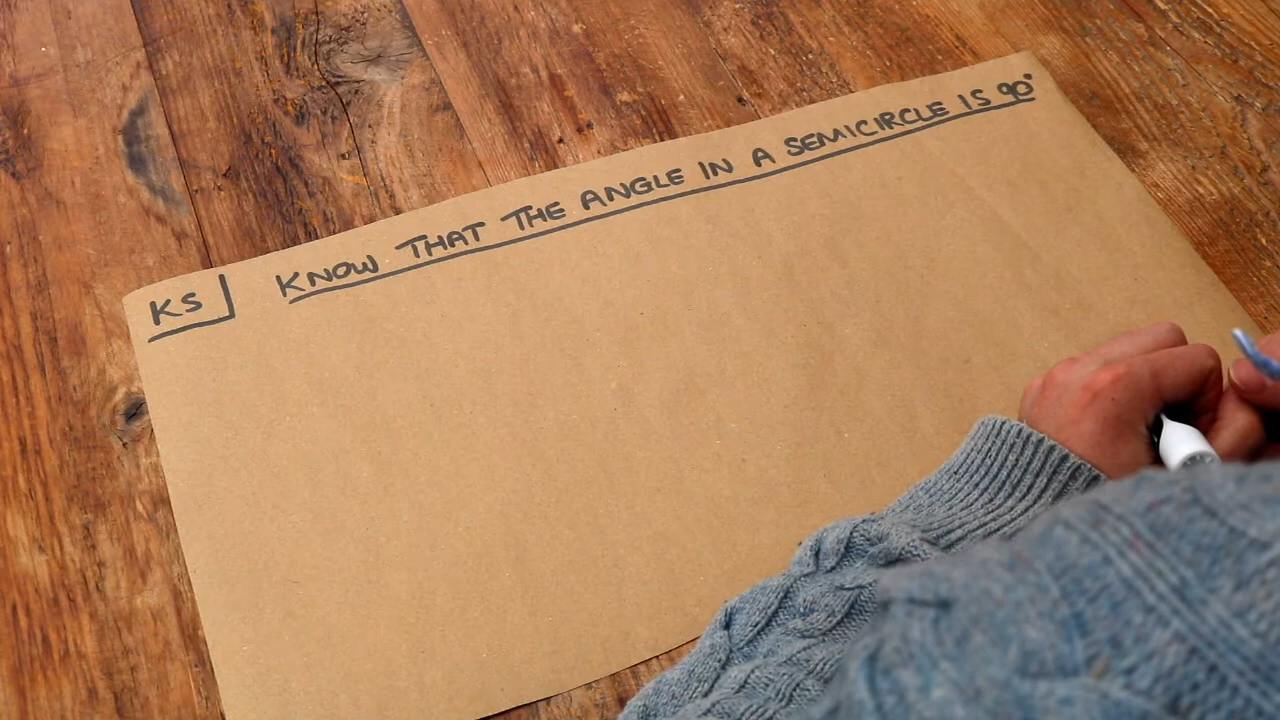 KS KNOW THAT THE ANGLE IN A SEMICIRCLE IS 90°